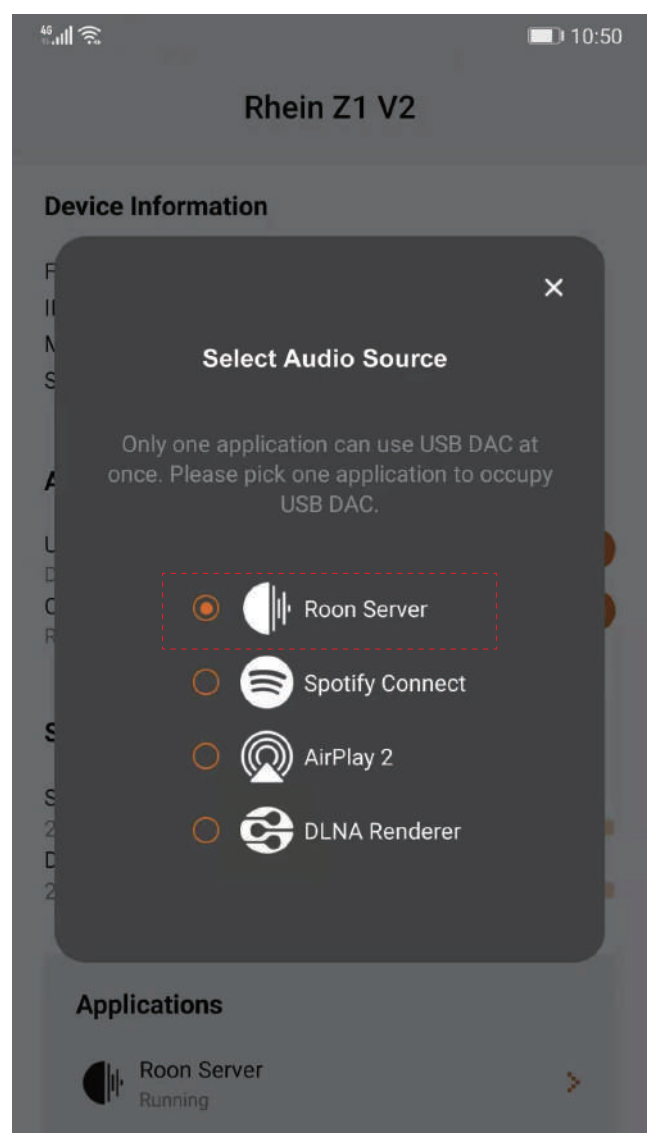 4G
10:50
Rhein Z1 V2
Device Information
Select Audio Source
Only one application can use USB DAC at
once. Please pick one application to occupy
USB DAC.
Roon Server
Spotify Connect
AirPlay 2
DLNA Renderer
Applications
Roon Server
Running